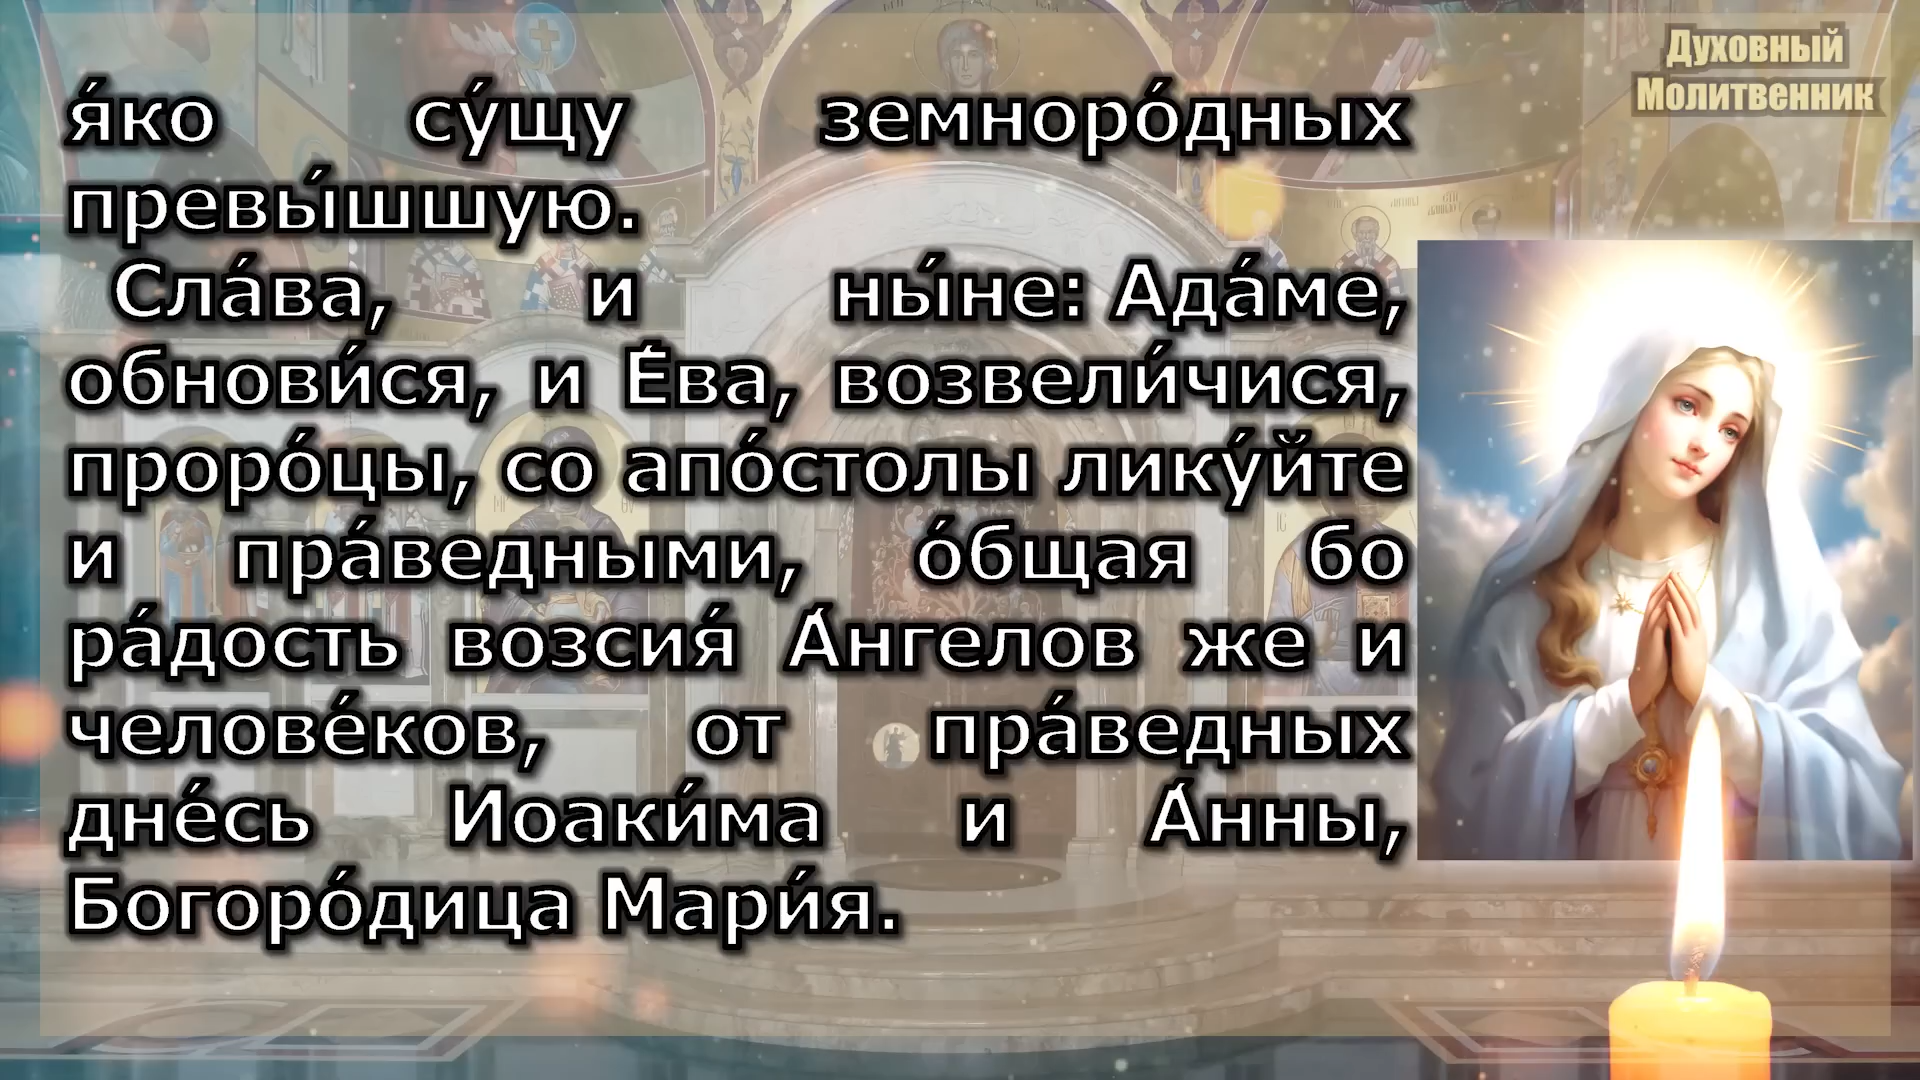 я́ко су́щу земноро́дных
превы́шшую.
Сла́ва, и ны́не: Ада́ме,
обнови́ся, и Е́ва, возвели́чися,
проро́цы, со апо́столы лику́йте
и пра́ведными, о́бщая бо
ра́дость возсия́ А́нгелов же и
челове́ков, от пра́ведных
дне́сь Иоаки́ма и А́нны,
Богоро́дица Мари́я.
Духовный
Молитвенник